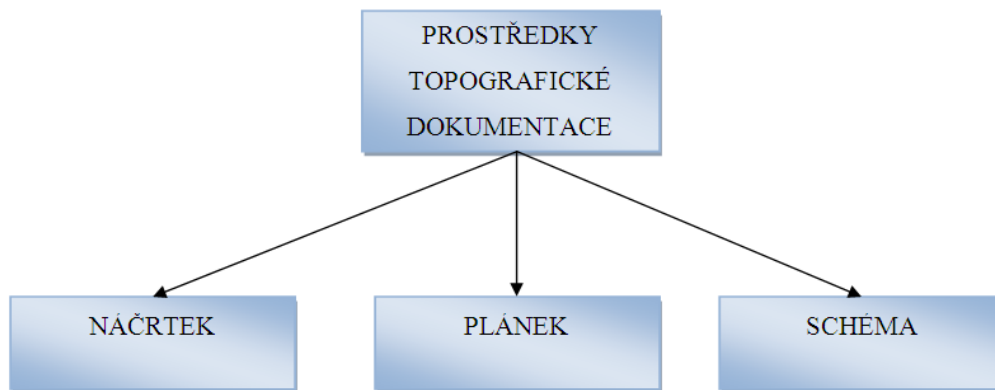 PROSTŘEDKY
TOPOGRAFICKÉ
DOKUMENTACE
NÁČRTEK
PLÁNEK
SCHÉMA